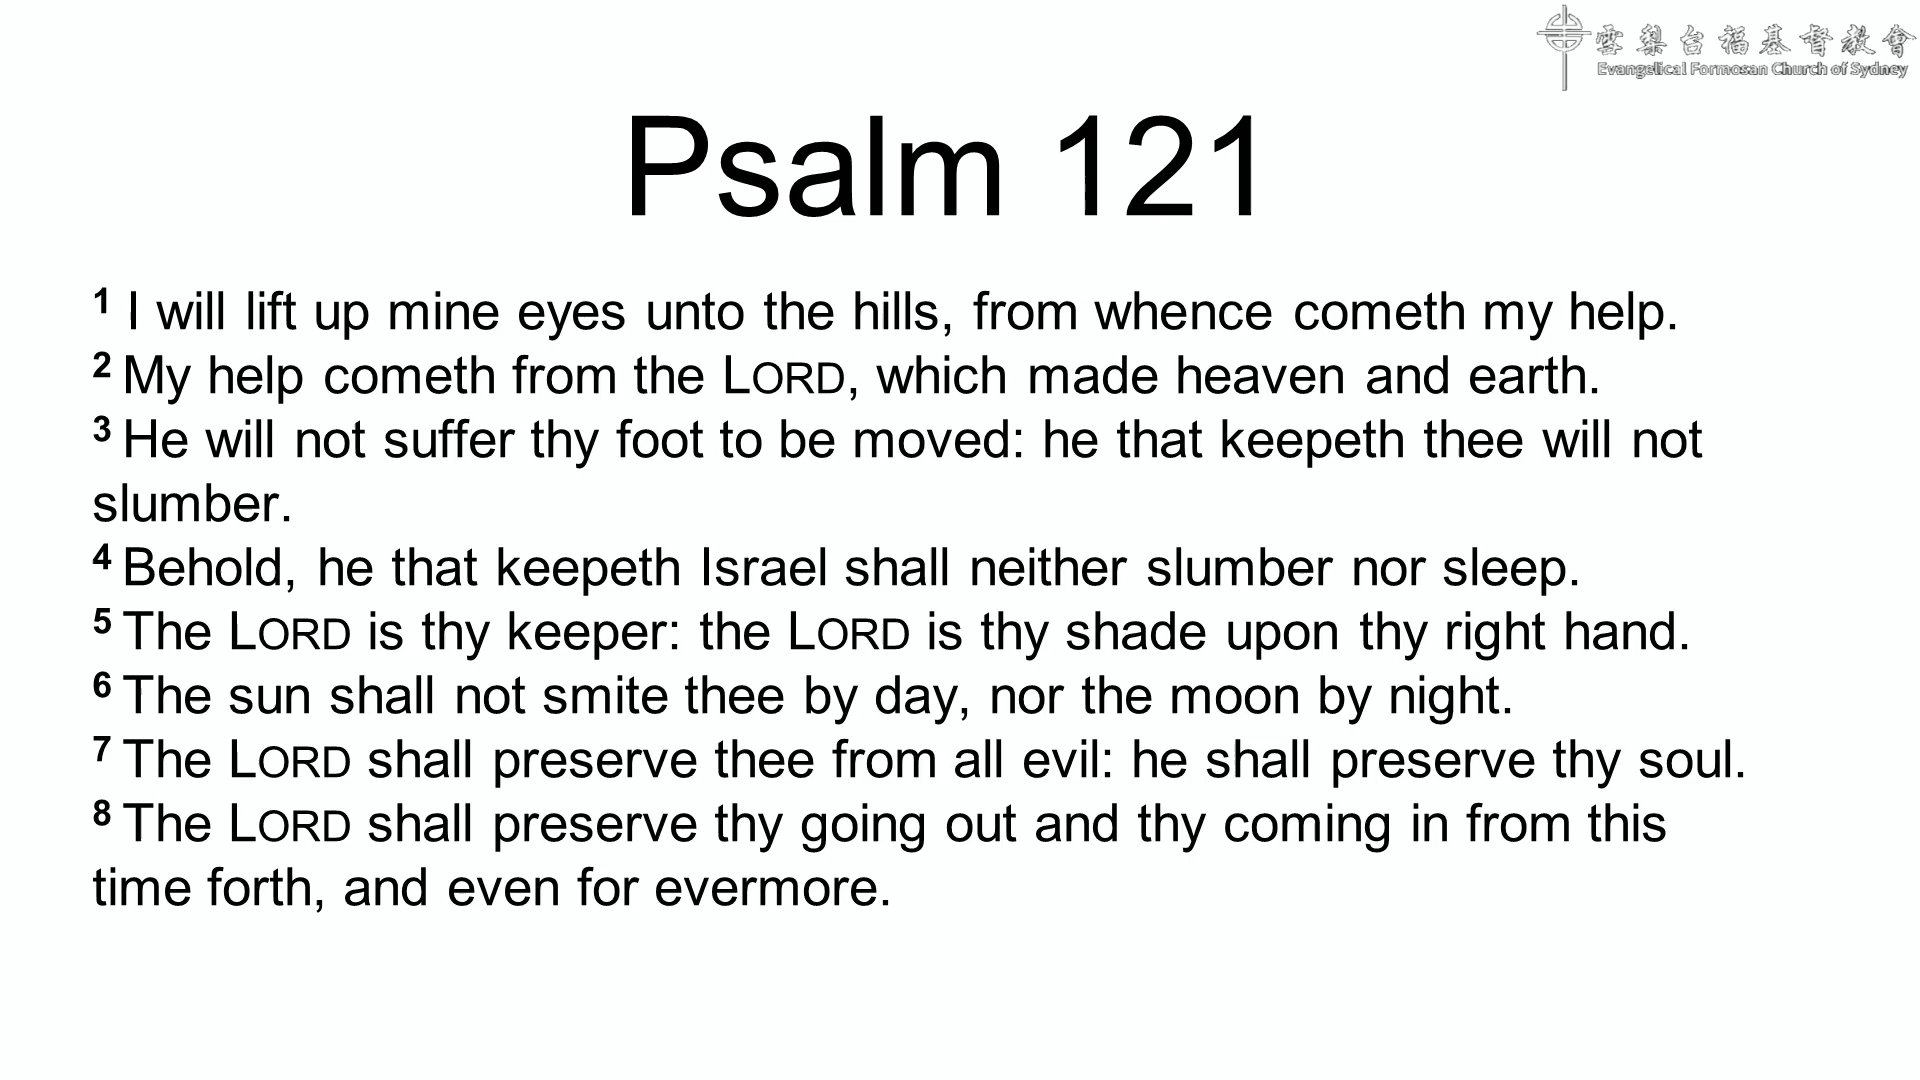 雪梨台福基督教會
Evangelical Formosan Church of Sydney
Psalm 121
1 I will lift up mine eyes unto the hills, from whence cometh my help.
2 My help cometh from the LORD, which made heaven and earth.
3 He will not suffer thy foot to be moved: he that keepeth thee will not
slumber.
4 Behold, he that keepeth Israel shall neither slumber nor sleep.
5 The LORD is thy keeper: the LORD is thy shade upon thy right hand.
6 The sun shall not smite thee by day, nor the moon by night.
7 The LORD shall preserve thee from all evil: he shall preserve thy soul.
8 The LORD shall preserve thy going out and thy coming in from this
time forth, and even for evermore.